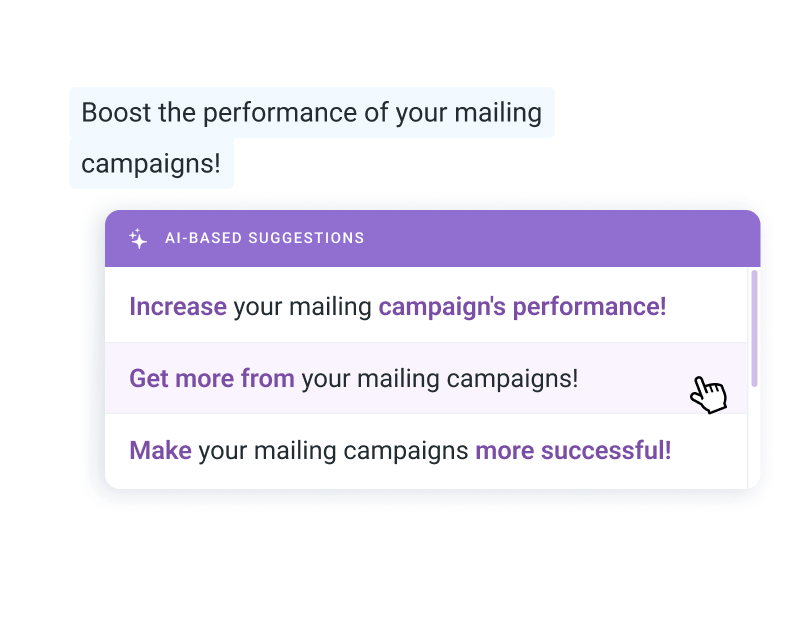 Boost the performance of your mailing
campaigns!
AI-BASED SUGGESTIONS
Increase your mailing campaign's performance!
Get more from your mailing campaigns!
Make your mailing campaigns more successful!